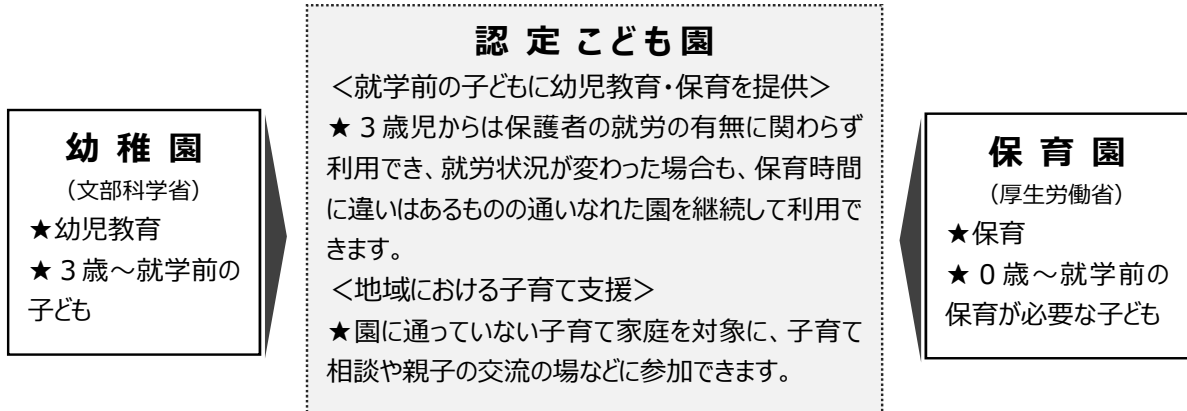 幼稚園
（文部科学省）
★幼児教育
★３歳～就学前の
子ども
認定こども園
＜就学前の子どもに幼児教育・保育を提供＞
★３歳児からは保護者の就労の有無に関わらず
利用でき、就労状況が変わった場合も、保育時間
に違いはあるものの通いなれた園を継続して利用で
きます。
＜地域における子育て支援＞
★園に通っていない子育て家庭を対象に、子育て
相談や親子の交流の場などに参加できます。
保育園
（厚生労働省）
★保育
★０歳～就学前の
保育が必要な子ども